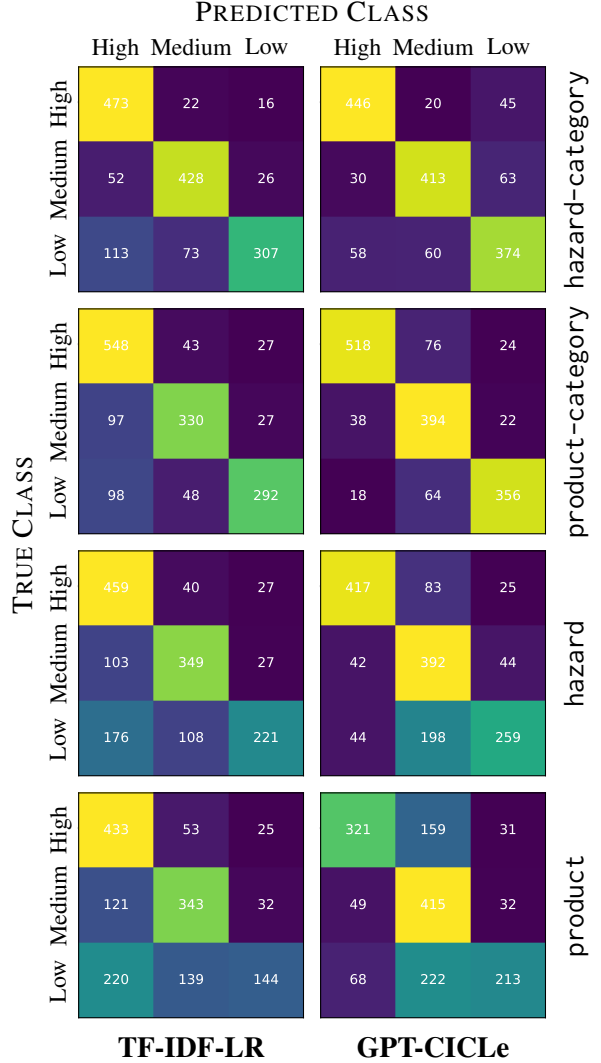 PREDICTED CLASS
High Medium Low High Medium Low
High 473 22 16 446 20 45
Medium 52 428 26 30 413 63
Low 113 73 307 58 60 374
hazard-category
High 548 43 27 518 76 24
Medium 97 330 27 38 394 22
Low 98 48 292 18 64 356
product-category
TRUE CLASS
High 459 40 27 417 83 25
Medium 103 349 27 42 392 44
Low 176 108 221 44 198 259
hazard
High 433 53 25 321 159 31
Medium 121 343 32 49 415 32
Low 220 139 144 68 222 213
product
TF-IDF-LR GPT-CICLe